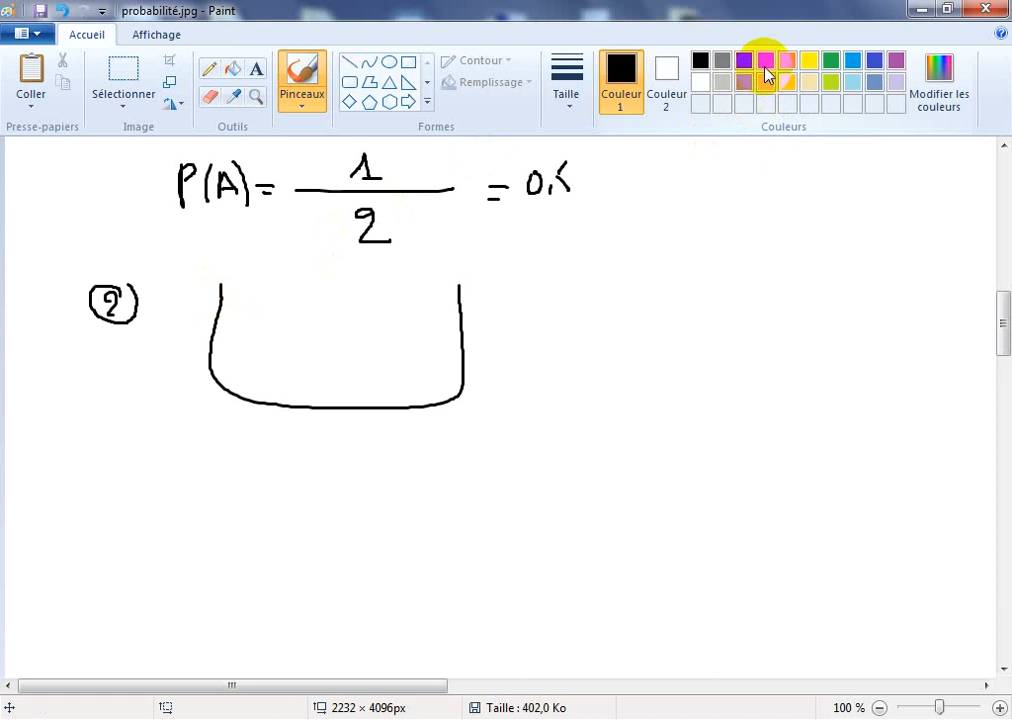 probabilité.jpg - Paint
Accueil
Affichage
Coller
Sélectionner
Pinceaux
Contour
Remplissage
Taille
Couleur 1
Couleur 2
Modifier les couleurs
Presse-papiers
Image
Outils
Formes
Couleurs
P(A) = 1/2 = 0,
2
2232 × 4096px
Taille : 402,0 Ko
100 %